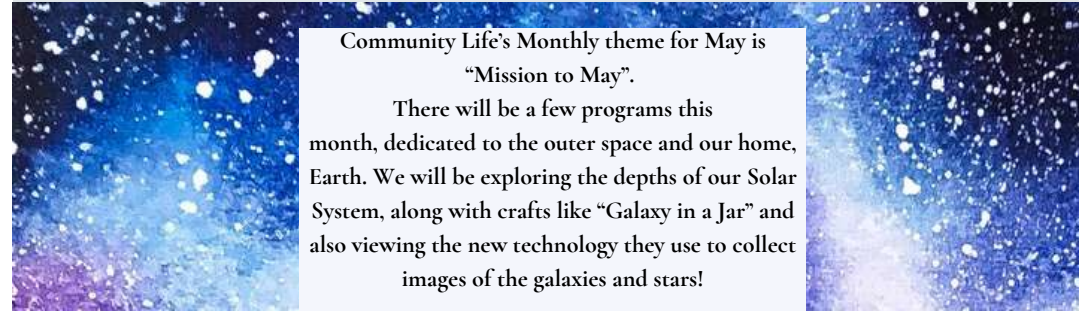 Community Life’s Monthly theme for May is
“Mission to May”.
There will be a few programs this
month, dedicated to the outer space and our home,
Earth. We will be exploring the depths of our Solar
System, along with crafts like “Galaxy in a Jar” and
also viewing the new technology they use to collect
images of the galaxies and stars!